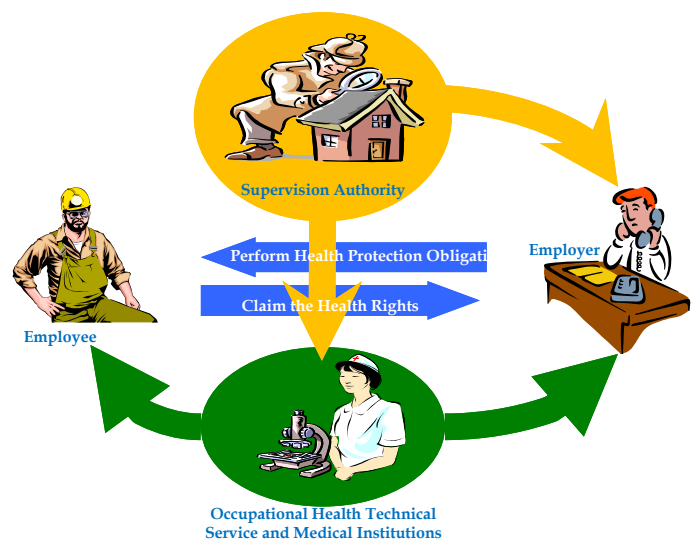 Supervision Authority
Perform Health Protection Obligati
Employer
Claim the Health Rights
Employee
Occupational Health Technical
Service and Medical Institutions